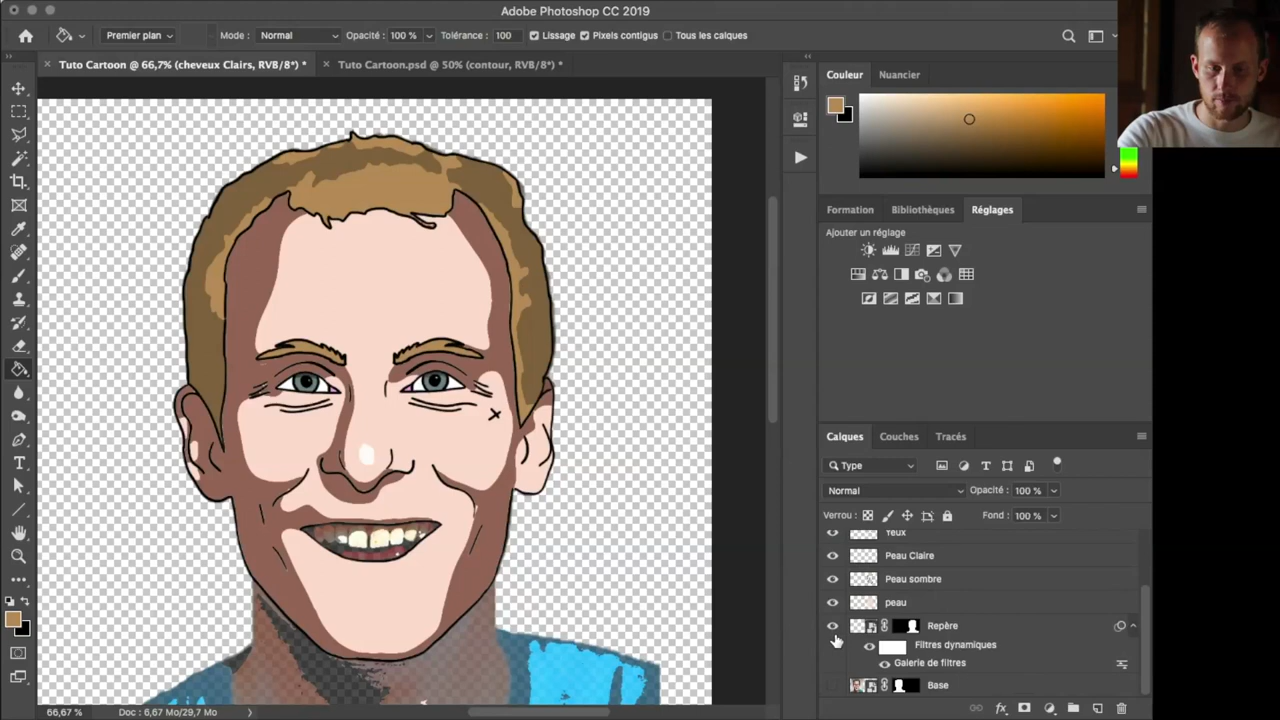 Adobe Photoshop CC 2019
Premier plan
Mode : Normal
Opacité : 100 %
Tolérance : 100
Lissage
Pixels contigus
Tous les calques
Tuto Cartoon @ 66,7% (cheveux Clairs, RVB/8*) *
Tuto Cartoon.psd @ 50% (contour, RVB/8*) *
Couleur
Nuancier
Formation
Bibliothèques
Réglages
Ajouter un réglage
Calques
Couches
Tracés
Type
Normal
Opacité : 100 %
Verrou :
Fond : 100 %
Yeux
Peau Claire
Peau sombre
peau
Repère
Filtres dynamiques
Galerie de filtres
Base
66,67 %
Doc : 6,67 Mo/29,7 Mo